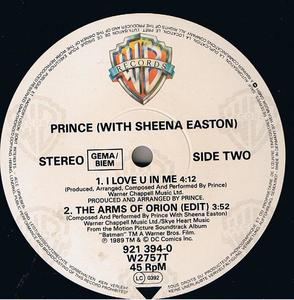 WB
RECORDS
PRINCE (WITH SHEENA EASTON)
STEREO GEMA/ BIEM SIDE TWO
1. I LOVE U IN ME 4:12
(Produced, Arranged, Composed And Performed By Prince)
Warner Chappell Music Ltd.
PRODUCED AND ARRANGED BY PRINCE.
2. THE ARMS OF ORION (EDIT) 3:52
(Composed And Performed By Prince With Sheena Easton)
Warner Chappell Music Ltd./Skye Heart Music
From the Motion Picture Soundtrack Album
"Batman" TM A Warner Bros. Film.
Ⓟ 1989 TM & © DC Comics Inc.
921 394-0
W2757T
45 RpM
LC 0392